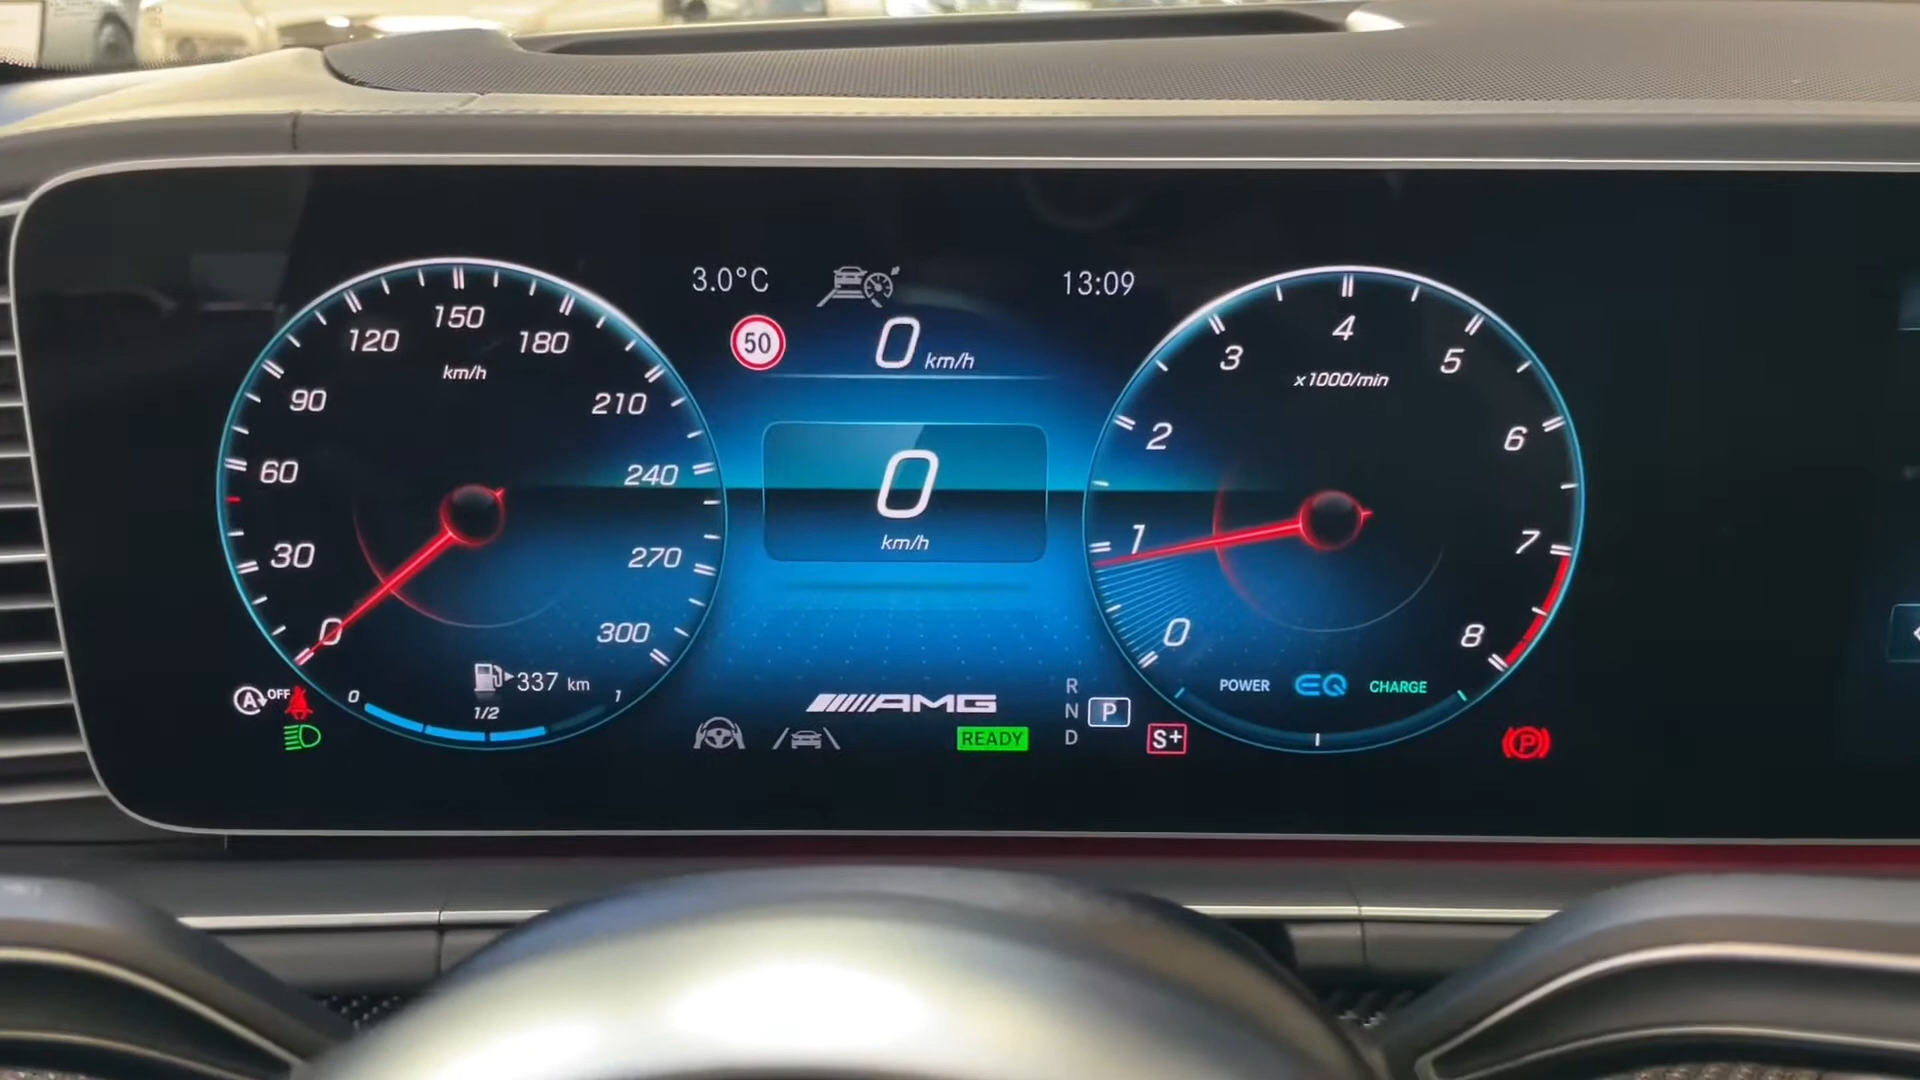 3.0°C
13:09
50
0 km/h
0
km/h
0
30
60
90
120
150
180
210
240
270
300
km/h
337 km
0
1/2
1
A OFF
AMG
READY
R
N
D
P
S+
0
1
2
3
4
5
6
7
8
x1000/min
POWER
EQ
CHARGE
P